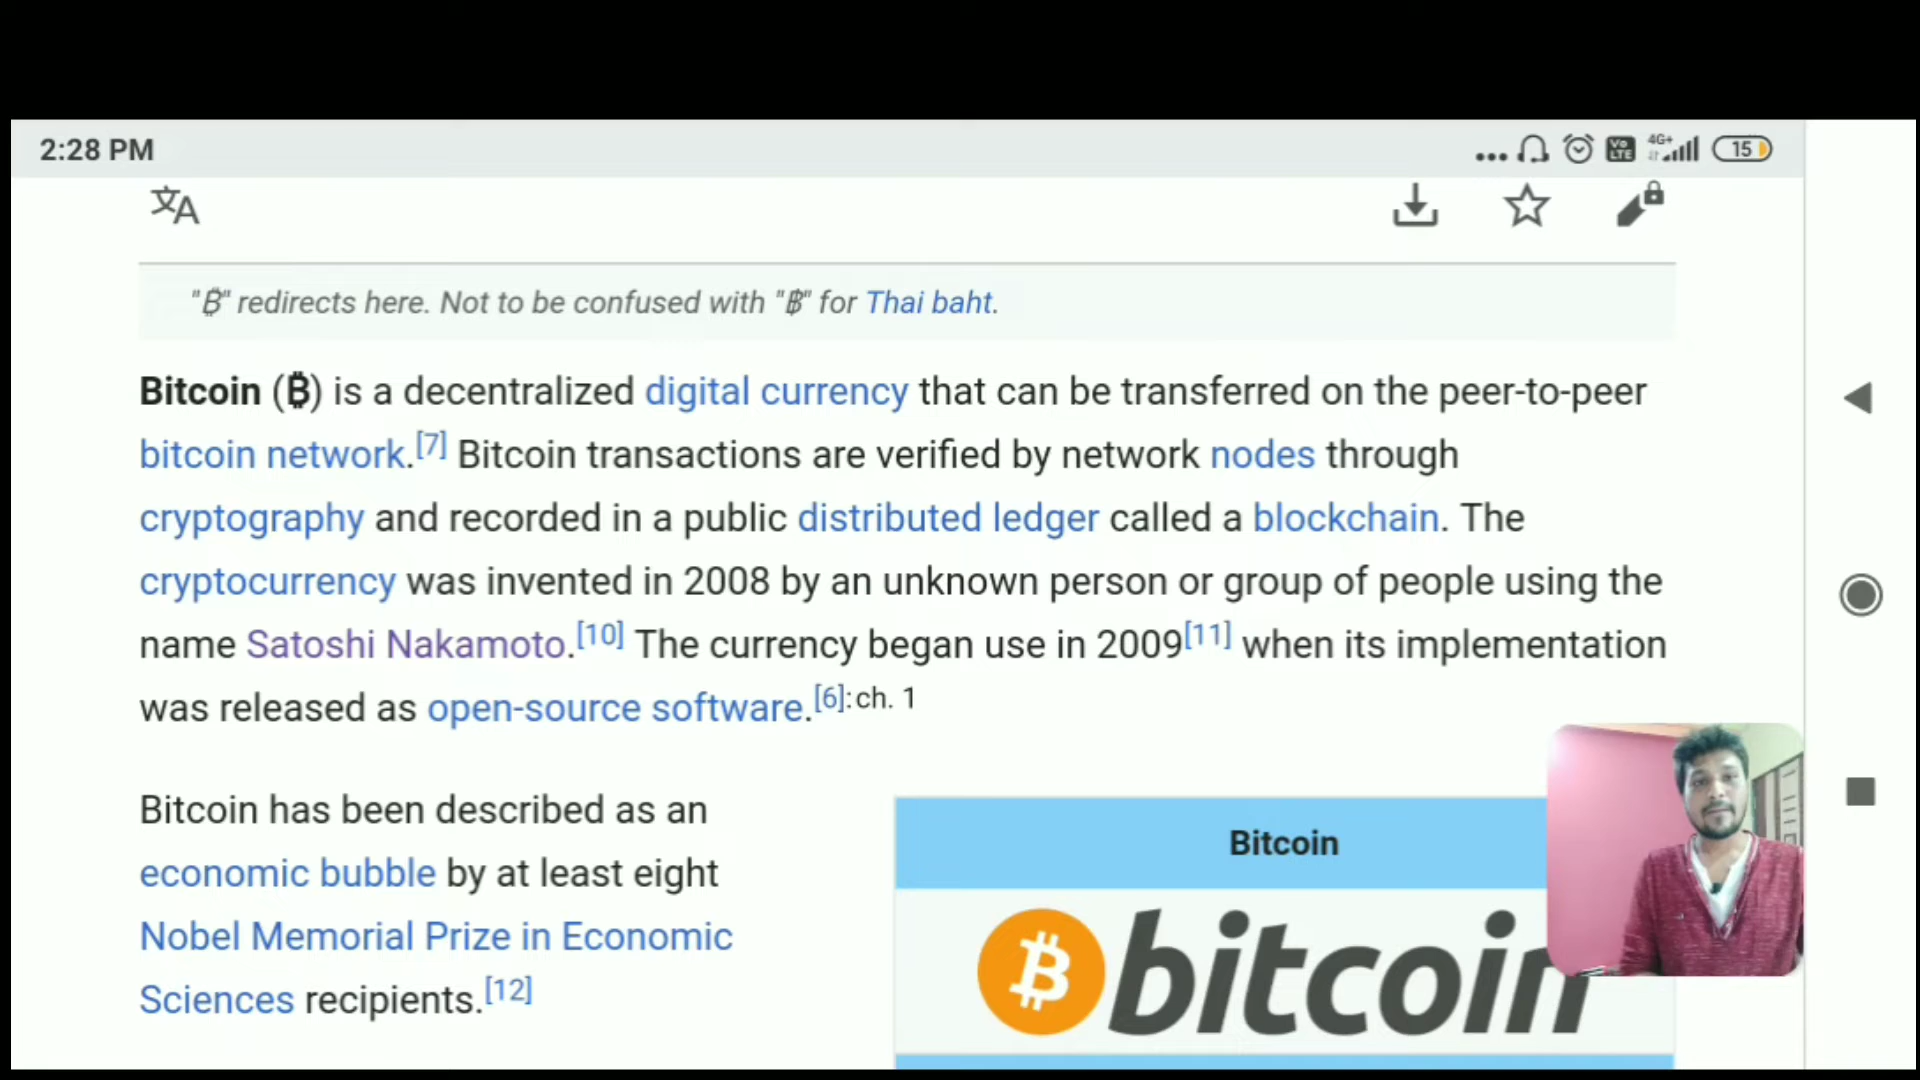 2:28 PM
4G+
Vo
LTE
15
文A
"₿" redirects here. Not to be confused with "฿" for Thai baht.
Bitcoin (₿) is a decentralized digital currency that can be transferred on the peer-to-peer
bitcoin network.[7] Bitcoin transactions are verified by network nodes through
cryptography and recorded in a public distributed ledger called a blockchain. The
cryptocurrency was invented in 2008 by an unknown person or group of people using the
name Satoshi Nakamoto.[10] The currency began use in 2009[11] when its implementation
was released as open-source software.[6]:ch. 1
Bitcoin has been described as an
economic bubble by at least eight
Nobel Memorial Prize in Economic
Sciences recipients.[12]
Bitcoin
₿ bitcoin